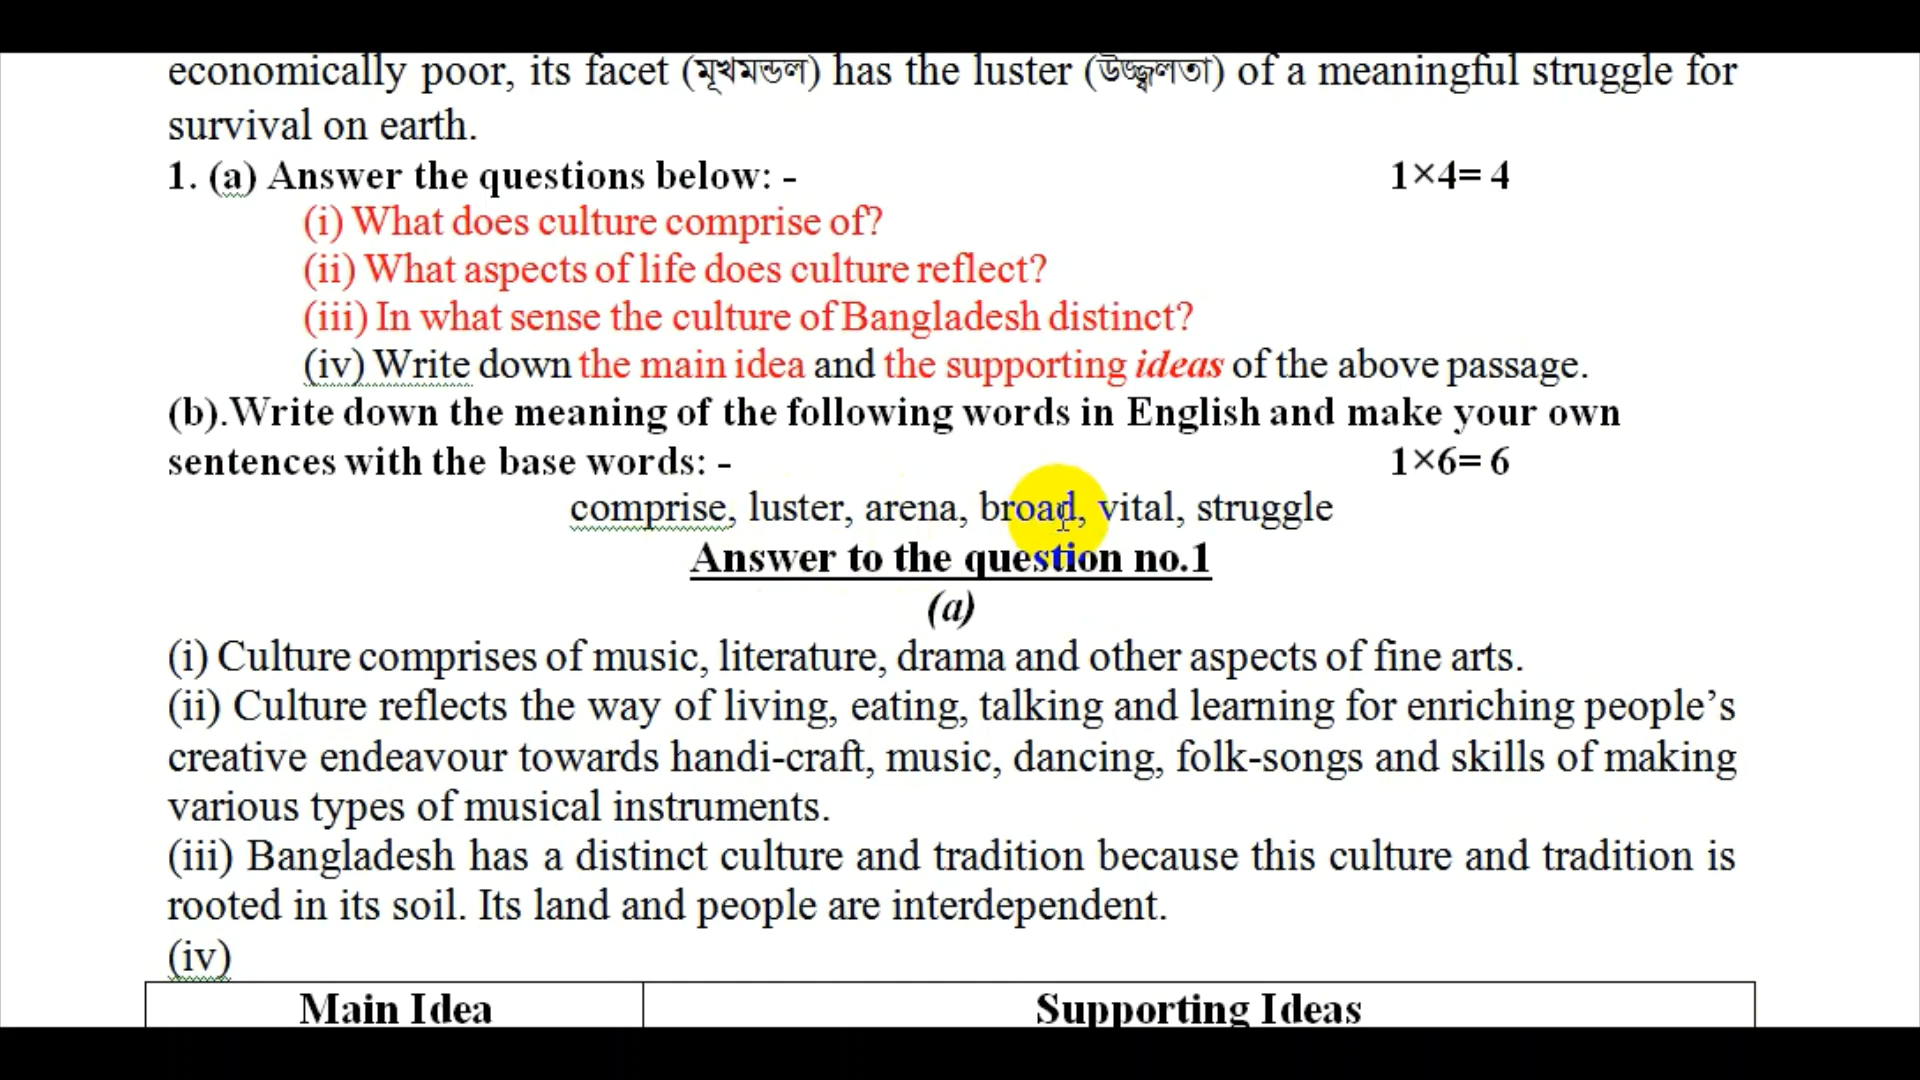 economically poor, its facet (মূখমন্ডল) has the luster (উজ্জ্বলতা) of a meaningful struggle for
survival on earth.
1. (a) Answer the questions below: - 1×4= 4
(i) What does culture comprise of?
(ii) What aspects of life does culture reflect?
(iii) In what sense the culture of Bangladesh distinct?
(iv) Write down the main idea and the supporting ideas of the above passage.
(b).Write down the meaning of the following words in English and make your own
sentences with the base words: - 1×6= 6
comprise, luster, arena, broad, vital, struggle
Answer to the question no.1
(a)
(i) Culture comprises of music, literature, drama and other aspects of fine arts.
(ii) Culture reflects the way of living, eating, talking and learning for enriching people’s
creative endeavour towards handi-craft, music, dancing, folk-songs and skills of making
various types of musical instruments.
(iii) Bangladesh has a distinct culture and tradition because this culture and tradition is
rooted in its soil. Its land and people are interdependent.
(iv)
Main Idea Supporting Ideas